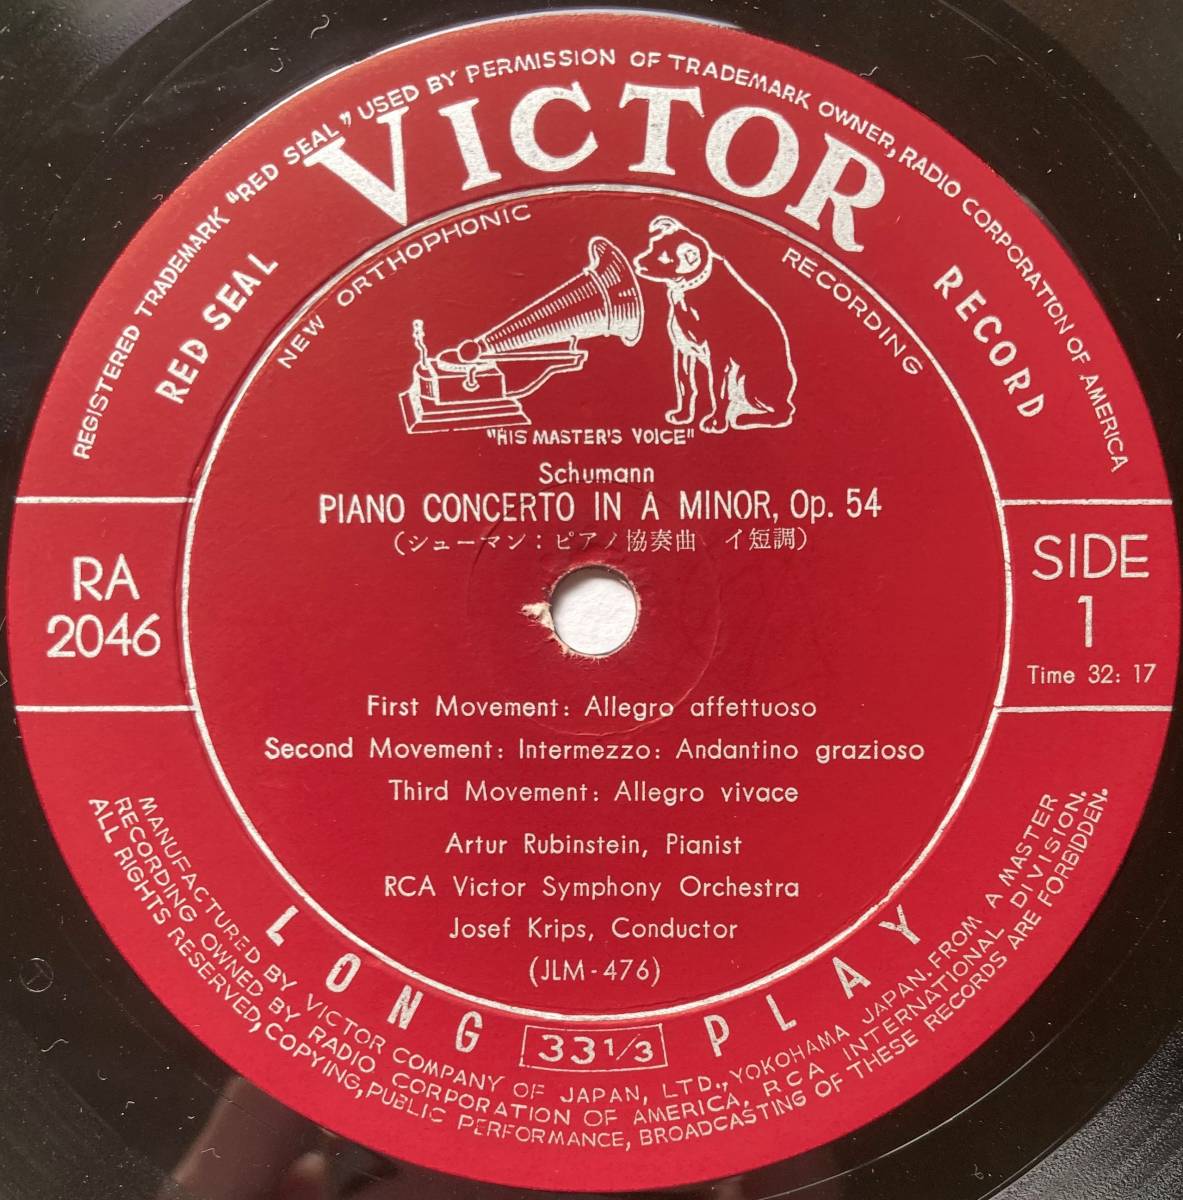 REGISTERED TRADEMARK "RED SEAL" USED BY PERMISSION OF TRADEMARK OWNER, RADIO CORPORATION OF AMERICA
VICTOR
RED SEAL
RECORD
NEW ORTHOPHONIC
RECORDING
"HIS MASTER'S VOICE"
Schumann
PIANO CONCERTO IN A MINOR, Op. 54
(シューマン：ピアノ協奏曲 イ短調)
RA
2046
SIDE
1
Time 32: 17
First Movement: Allegro affettuoso
Second Movement: Intermezzo: Andantino grazioso
Third Movement: Allegro vivace
Artur Rubinstein, Pianist
RCA Victor Symphony Orchestra
Josef Krips, Conductor
(JLM-476)
LONG 33 1/3 PLAY
MANUFACTURED BY VICTOR COMPANY OF JAPAN, LTD., YOKOHAMA JAPAN. FROM A MASTER
RECORDING OWNED BY RADIO CORPORATION OF AMERICA, RCA INTERNATIONAL DIVISION.
ALL RIGHTS RESERVED, COPYING, PUBLIC PERFORMANCE, BROADCASTING OF THESE RECORDS ARE FORBIDDEN.